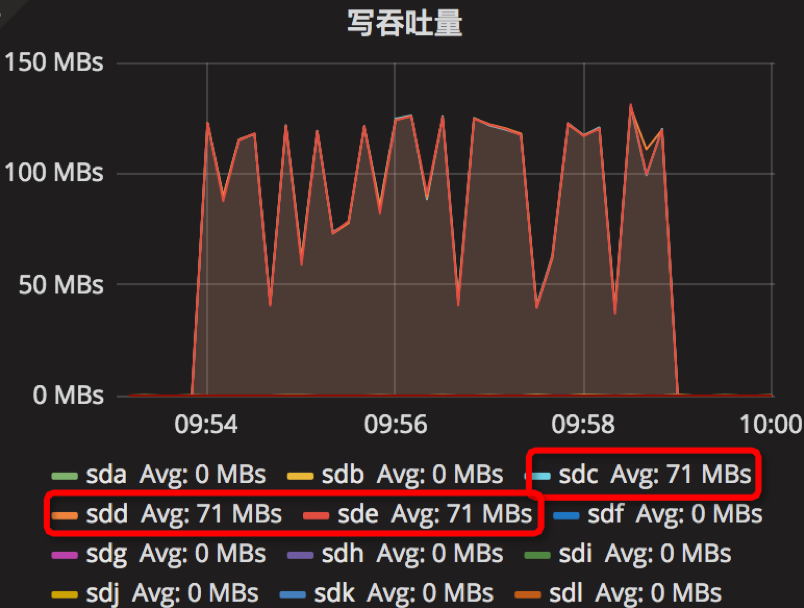 写吞吐量
150 MBs
100 MBs
50 MBs
0 MBs
09:54 09:56 09:58 10:00
sda Avg: 0 MBs sdb Avg: 0 MBs sdc Avg: 71 MBs
sdd Avg: 71 MBs sde Avg: 71 MBs sdf Avg: 0 MBs
sdg Avg: 0 MBs sdh Avg: 0 MBs sdi Avg: 0 MBs
sdj Avg: 0 MBs sdk Avg: 0 MBs sdl Avg: 0 MBs